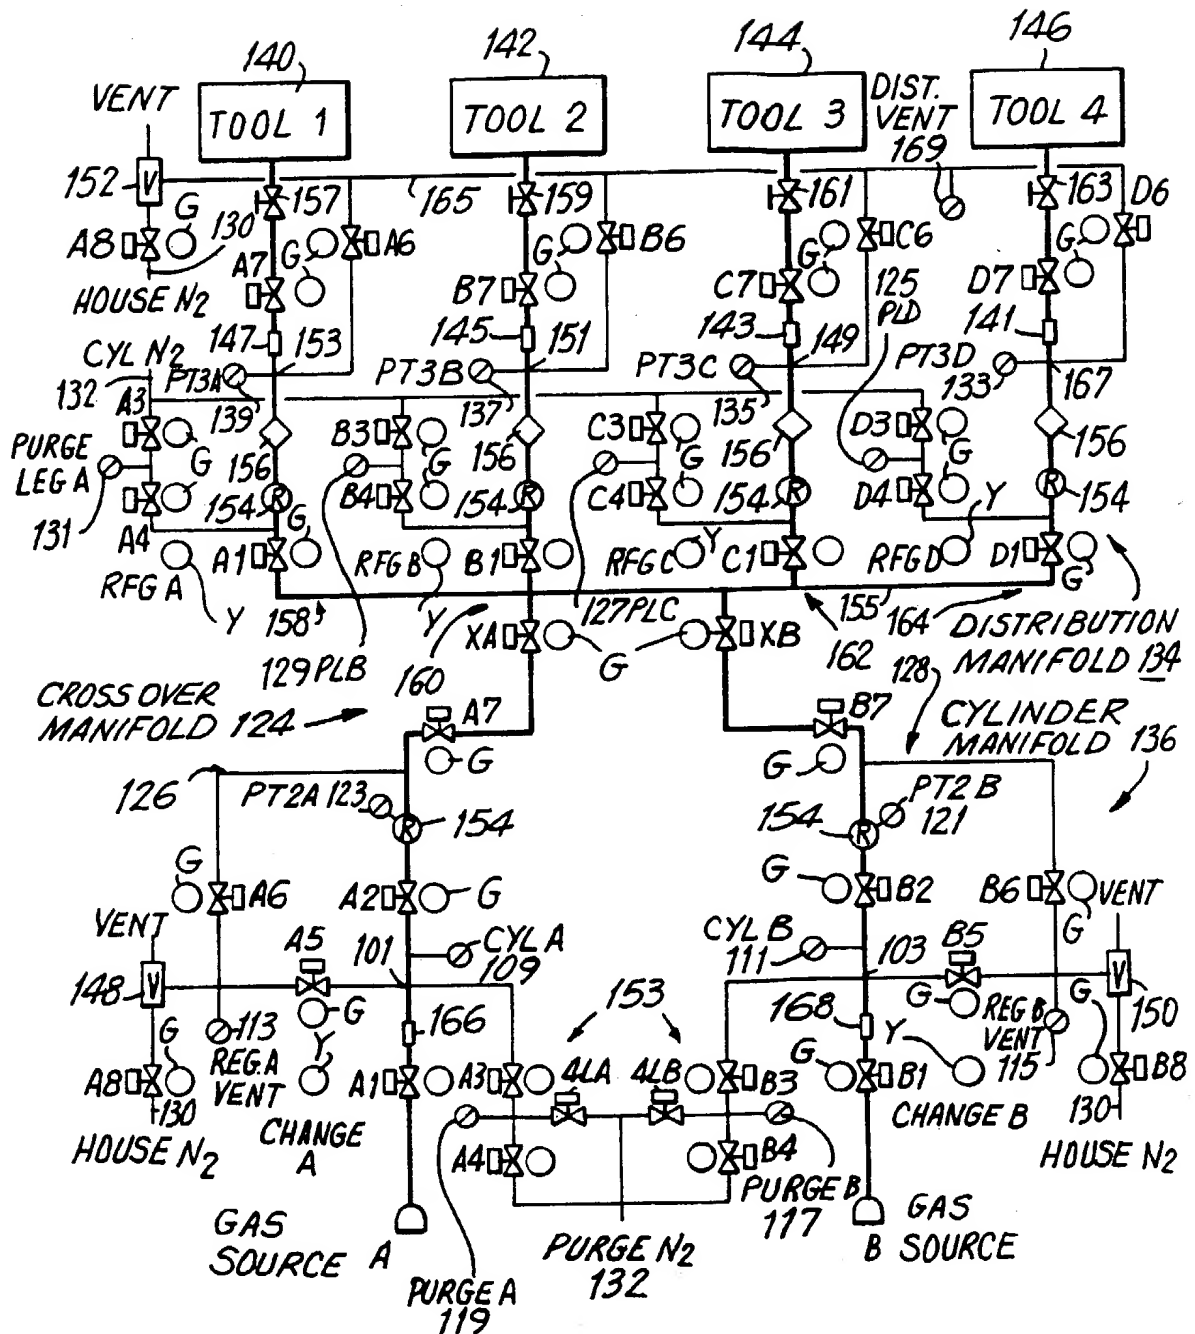 140
142
144
146
VENT
TOOL 1
TOOL 2
TOOL 3
DIST.
VENT
169
TOOL 4
152
V
157
165
159
161
163
D6
G
130
A8
A7
G
A6
B7
G
B6
C7
G
C6
125
PLD
D7
G
HOUSE N2
147
153
145
151
143
149
141
CYL N2
132
PT3A
139
PT3B
137
PT3C
135
PT3D
133
167
A3
G
156
B3
G
156
C3
G
156
D3
G
156
PURGE
LEG A
131
A4
154
R
G
B4
154
R
C4
154
R
D4
Y
R
154
RFG A
Y
A1
RFG B
Y
B1
RFG C
Y
C1
RFG D
D1
G
158
129 PLB
160
XA
G
127 PLC
XB
162
155
164
DISTRIBUTION
MANIFOLD 134
CROSS OVER
MANIFOLD 124
A7
G
B7
G
128
CYLINDER
MANIFOLD 136
126
PT2A 123
R
154
154
R
PT2B
121
G
A6
A2
G
G
B2
B6
G
VENT
VENT
148
V
A5
G
101
CYL A
109
CYL B
111
103
B5
G
V
150
113
REG.A
VENT
Y
166
153
168
Y
REG B
VENT
115
G
A8
G
130
HOUSE N2
CHANGE
A
A1
A3
4LA
4LB
B3
G
B1
CHANGE B
B8
130
HOUSE N2
A4
B4
GAS
SOURCE A
PURGE A
119
PURGE N2
132
PURGE B
117
B
GAS
SOURCE